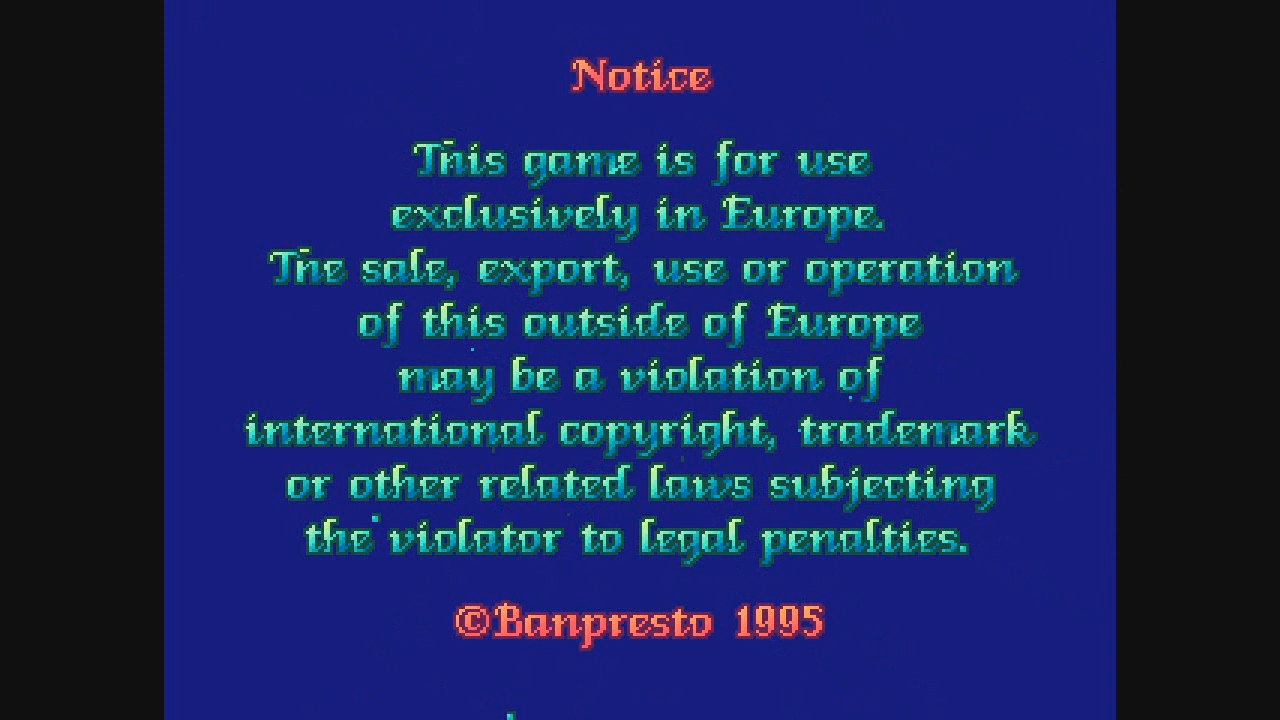 Notice
This game is for use
exclusively in Europe.
The sale, export, use or operation
of this outside of Europe
may be a violation of
international copyright, trademark
or other related laws subjecting
the violator to legal penalties.
©Banpresto 1995